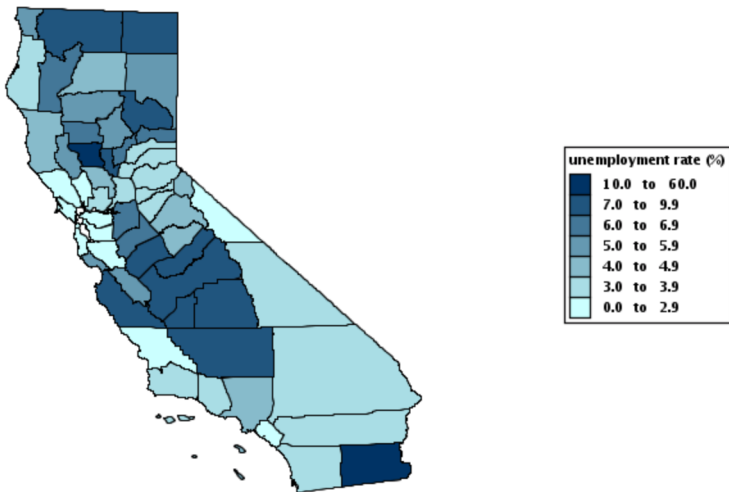 unemployment rate (%)
10.0 to 60.0
7.0 to 9.9
6.0 to 6.9
5.0 to 5.9
4.0 to 4.9
3.0 to 3.9
0.0 to 2.9